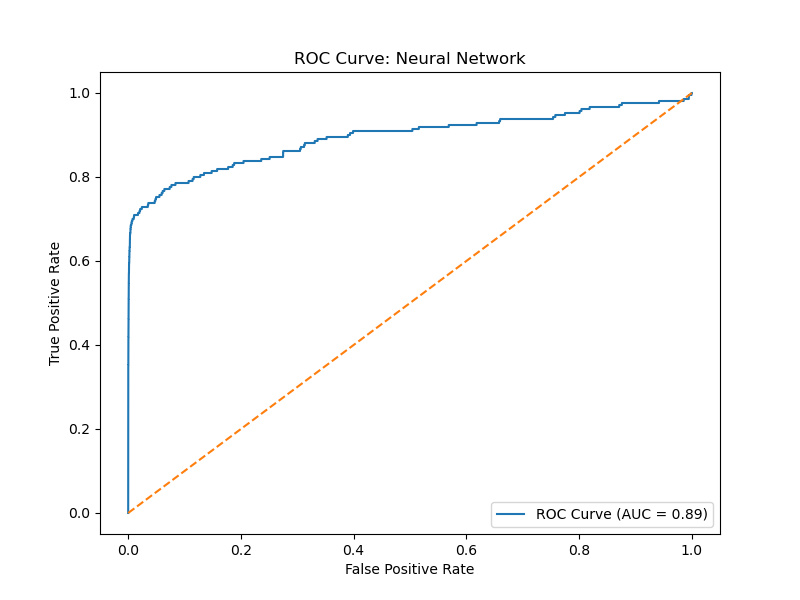 ROC Curve: Neural Network
1.0
0.8
0.6
0.4
0.2
0.0
True Positive Rate
ROC Curve (AUC = 0.89)
0.0 0.2 0.4 0.6 0.8 1.0
False Positive Rate